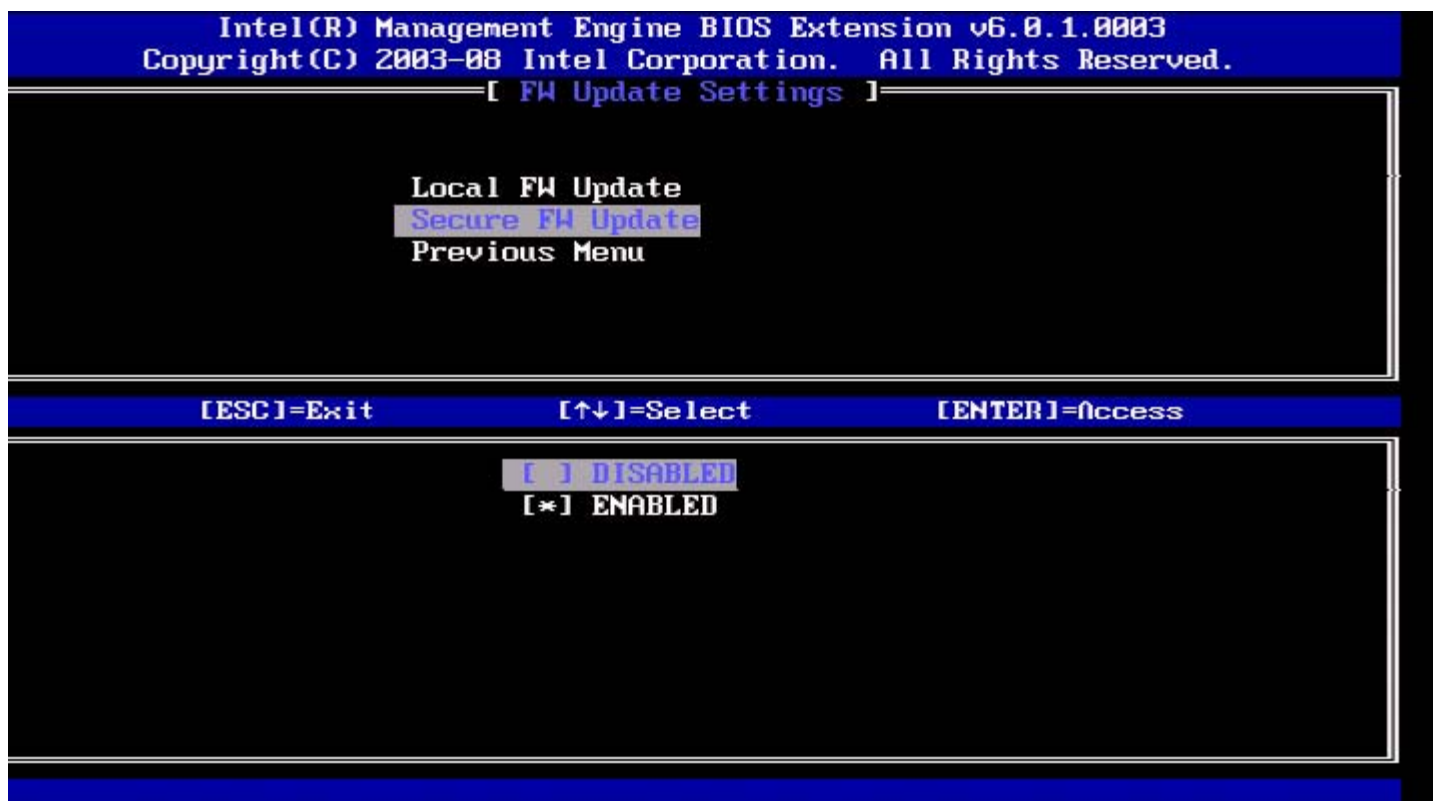 Intel(R) Management Engine BIOS Extension v6.0.1.0003
Copyright(C) 2003-08 Intel Corporation. All Rights Reserved.
[ FW Update Settings ]
Local FW Update
Secure FW Update
Previous Menu
[ESC]=Exit [↑↓]=Select [ENTER]=Access
[ ] DISABLED
[*] ENABLED